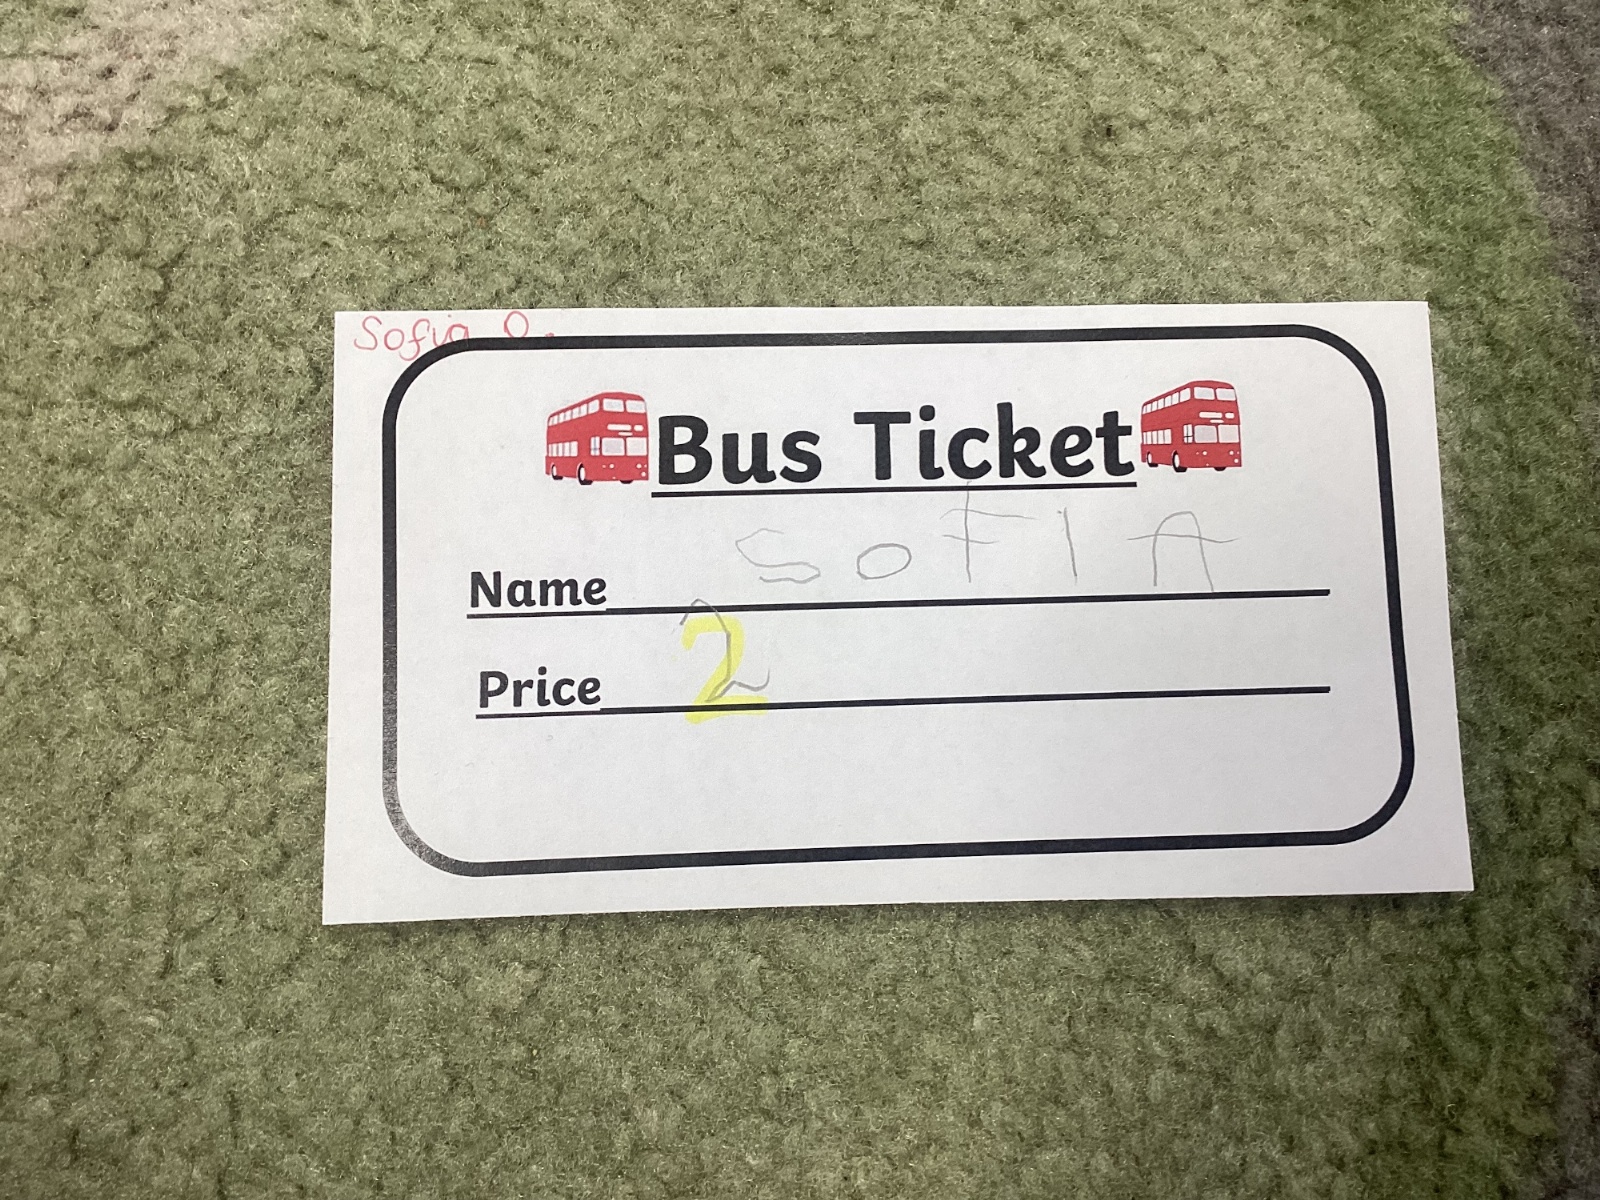 Sofia O.
Bus Ticket
Name SoFIA
Price 2